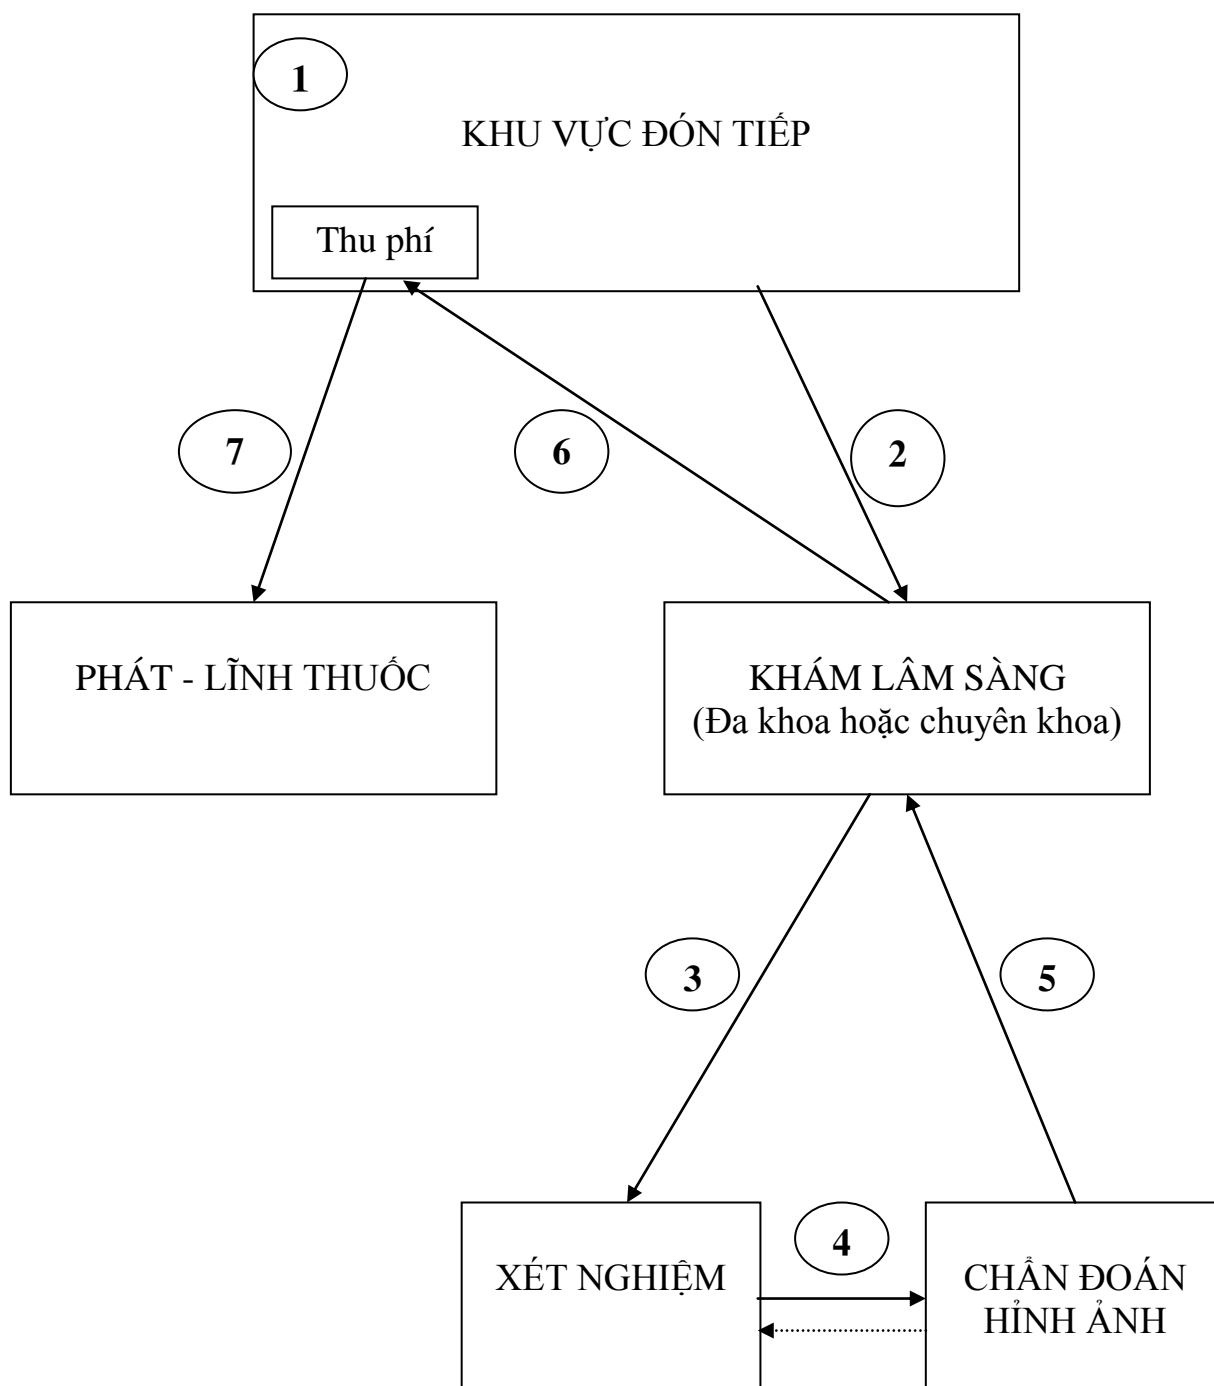 1
KHU VỰC ĐÓN TIẾP
Thu phí
7
6
2
PHÁT - LĨNH THUỐC
KHÁM LÂM SÀNG
(Đa khoa hoặc chuyên khoa)
3
5
4
XÉT NGHIỆM
CHẨN ĐOÁN
HỈNH ẢNH